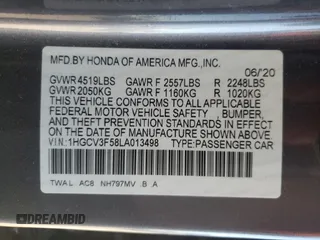 MFD.BY HONDA OF AMERICA MFG.,INC.
06/'20
GVWR 4519LBS GAWR F 2557LBS R 2248LBS
GVWR 2050KG GAWR F 1160KG R 1020KG
THIS VEHICLE CONFORMS TO ALL APPLICABLE
FEDERAL MOTOR VEHICLE SAFETY , BUMPER,
AND THEFT PREVENTION STANDARDS IN EFFECT ON
THE DATE OF MANUFACTURE SHOWN ABOVE.
V.I.N:1HGCV3F58LA013498 TYPE:PASSENGER CAR
TWAL AC8 NH797MV B A
DREAMBID.COM